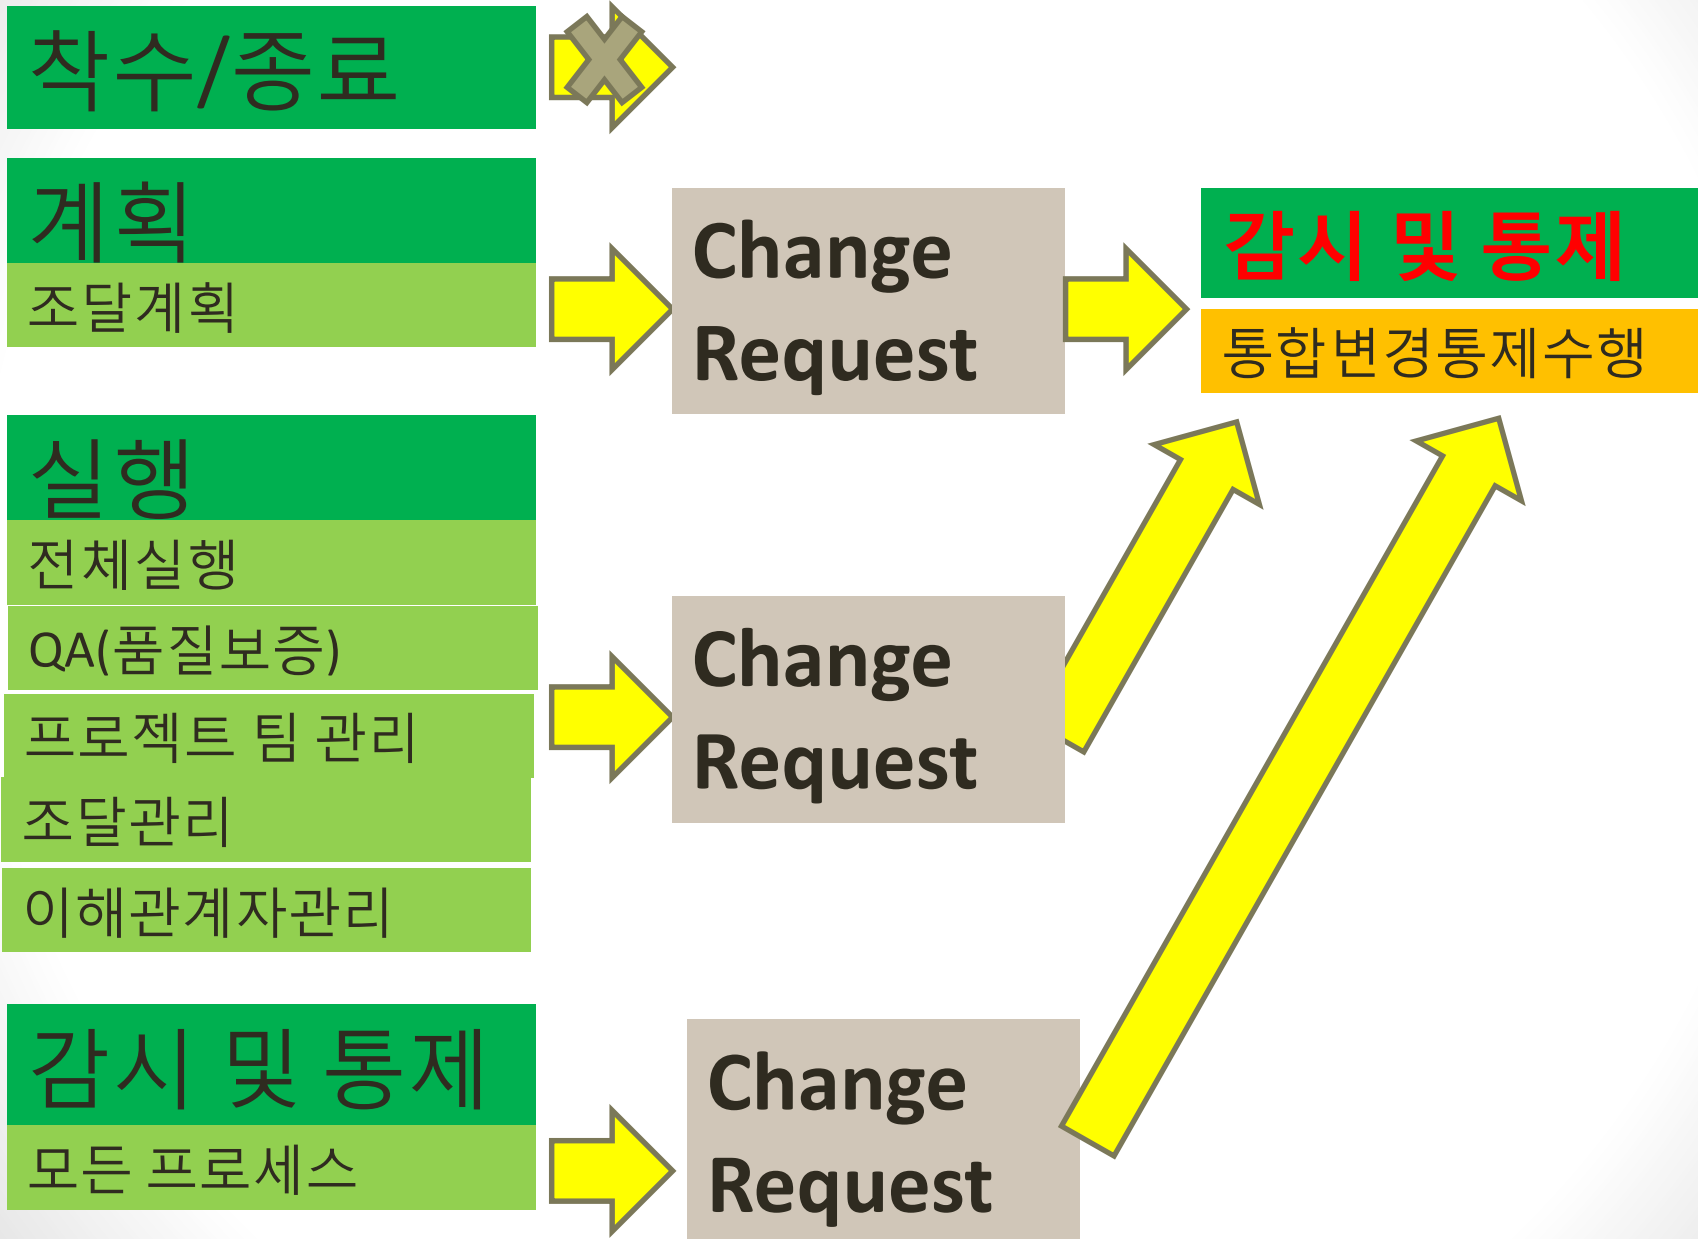 착수/종료
계획
조달계획
Change
Request
감시 및 통제
통합변경통제수행
실행
전체실행
QA(품질보증)
프로젝트 팀 관리
조달관리
이해관계자관리
Change
Request
감시 및 통제
모든 프로세스
Change
Request